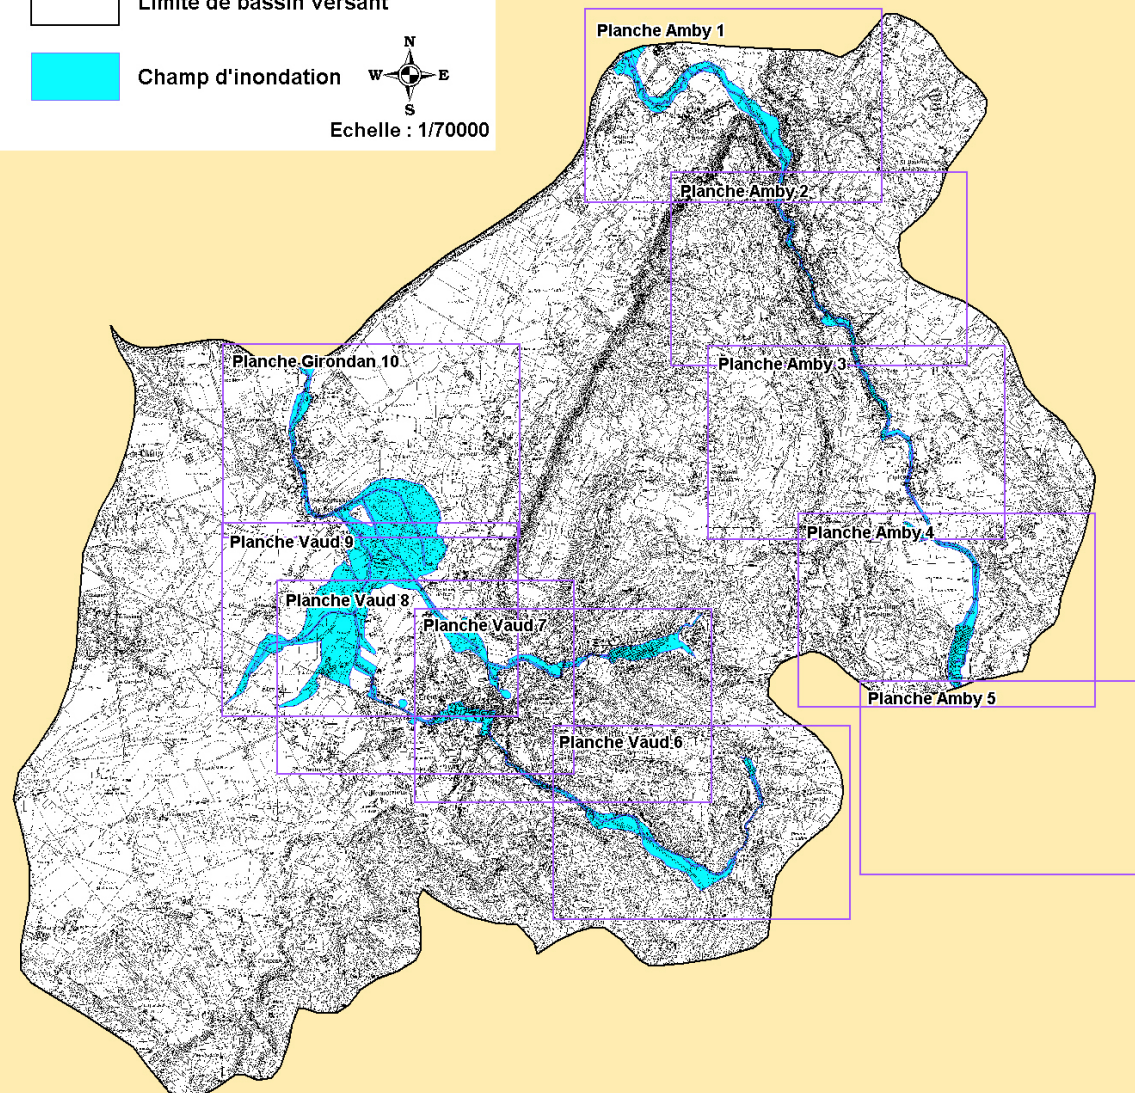 Limite de bassin versant
Champ d'inondation
N
W E
S
Echelle : 1/70000
Planche Amby 1
Planche Amby 2
Planche Girondan 10
Planche Amby 3
Planche Amby 4
Planche Vaud 9
Planche Vaud 8
Planche Vaud 7
Planche Amby 5
Planche Vaud 6